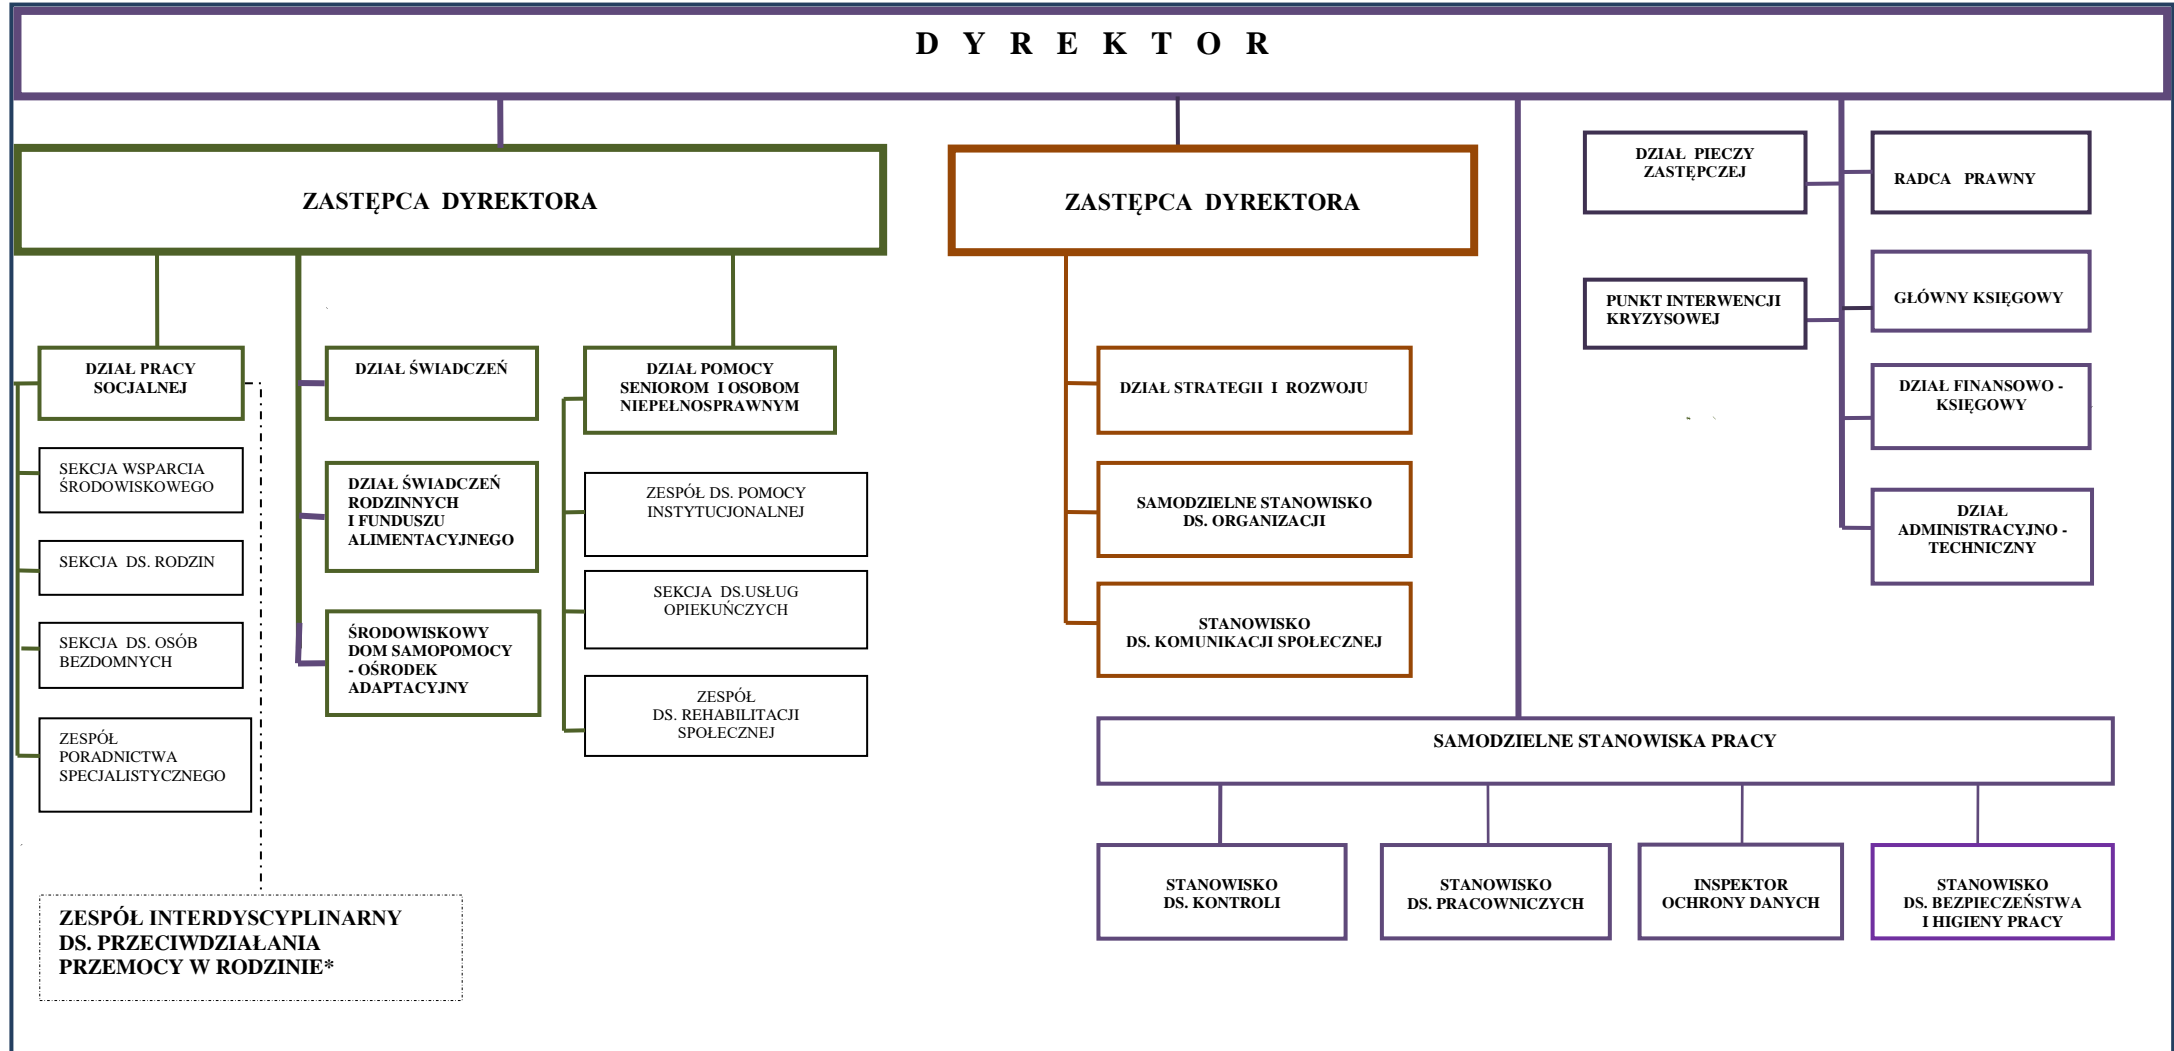 D Y R E K T O R
ZASTĘPCA DYREKTORA
DZIAŁ PRACY
SOCJALNEJ
SEKCJA WSPARCIA
ŚRODOWISKOWEGO
SEKCJA DS. RODZIN
SEKCJA DS. OSÓB
BEZDOMNYCH
ZESPÓŁ
PORADNICTWA
SPECJALISTYCZNEGO
ZESPÓŁ INTERDYSCYPLINARNY
DS. PRZECIWDZIAŁANIA
PRZEMOCY W RODZINIE*
DZIAŁ ŚWIADCZEŃ
DZIAŁ ŚWIADCZEŃ
RODZINNYCH
I FUNDUSZU
ALIMENTACYJNEGO
ŚRODOWISKOWY
DOM SAMOPOMOCY
- OŚRODEK
ADAPTACYJNY
DZIAŁ POMOCY
SENIOROM I OSOBOM
NIEPEŁNOSPRAWNYM
ZESPÓŁ DS. POMOCY
INSTYTUCJONALNEJ
SEKCJA DS.USŁUG
OPIEKUŃCZYCH
ZESPÓŁ
DS. REHABILITACJI
SPOŁECZNEJ
ZASTĘPCA DYREKTORA
DZIAŁ STRATEGII I ROZWOJU
SAMODZIELNE STANOWISKO
DS. ORGANIZACJI
STANOWISKO
DS. KOMUNIKACJI SPOŁECZNEJ
DZIAŁ PIECZY
ZASTĘPCZEJ
PUNKT INTERWENCJI
KRYZYSOWEJ
RADCA PRAWNY
GŁÓWNY KSIĘGOWY
DZIAŁ FINANSOWO -
KSIĘGOWY
DZIAŁ
ADMINISTRACYJNO -
TECHNICZNY
SAMODZIELNE STANOWISKA PRACY
STANOWISKO
DS. KONTROLI
STANOWISKO
DS. PRACOWNICZYCH
INSPEKTOR
OCHRONY DANYCH
STANOWISKO
DS. BEZPIECZEŃSTWA
I HIGIENY PRACY